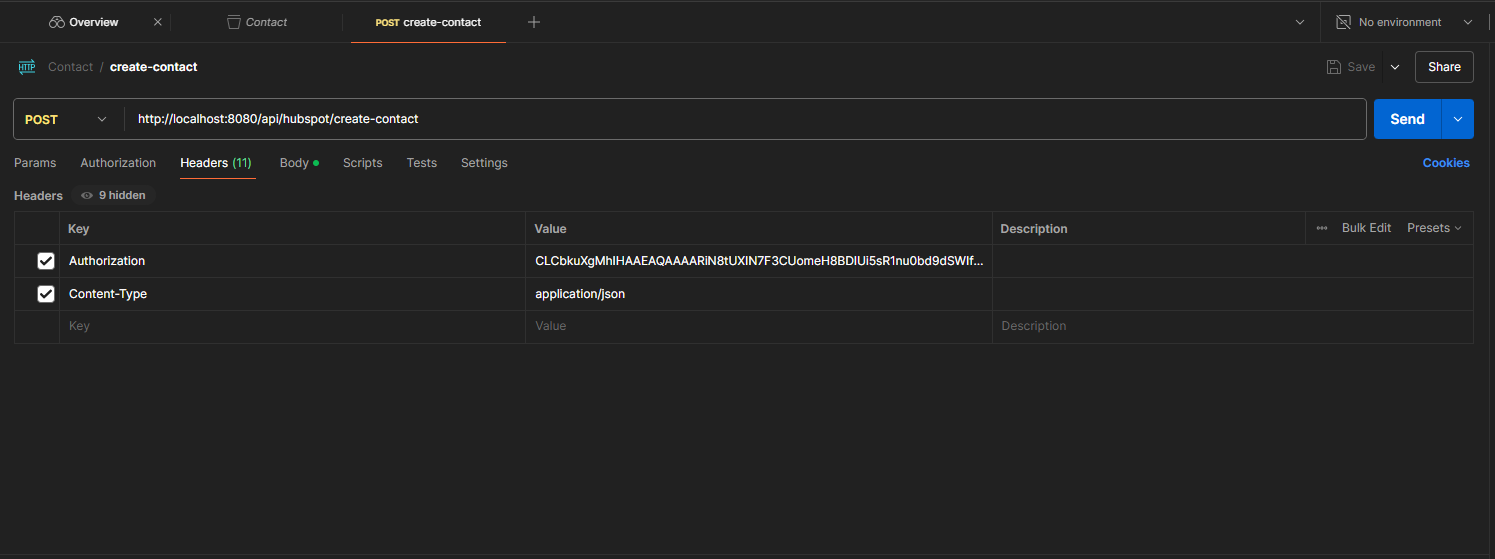 Overview
Contact
POST create-contact
No environment
HTTP
Contact / create-contact
Save
Share
POST
http://localhost:8080/api/hubspot/create-contact
Send
Params
Authorization
Headers (11)
Body
Scripts
Tests
Settings
Cookies
Headers
9 hidden
Key
Value
Description
Bulk Edit
Presets
Authorization
CLCbkuXgMhIHAAEAQAAAARiN8tUXIN7F3CUomeH8BDIUi5sR1nu0bd9dSWIf...
Content-Type
application/json
Key
Value
Description